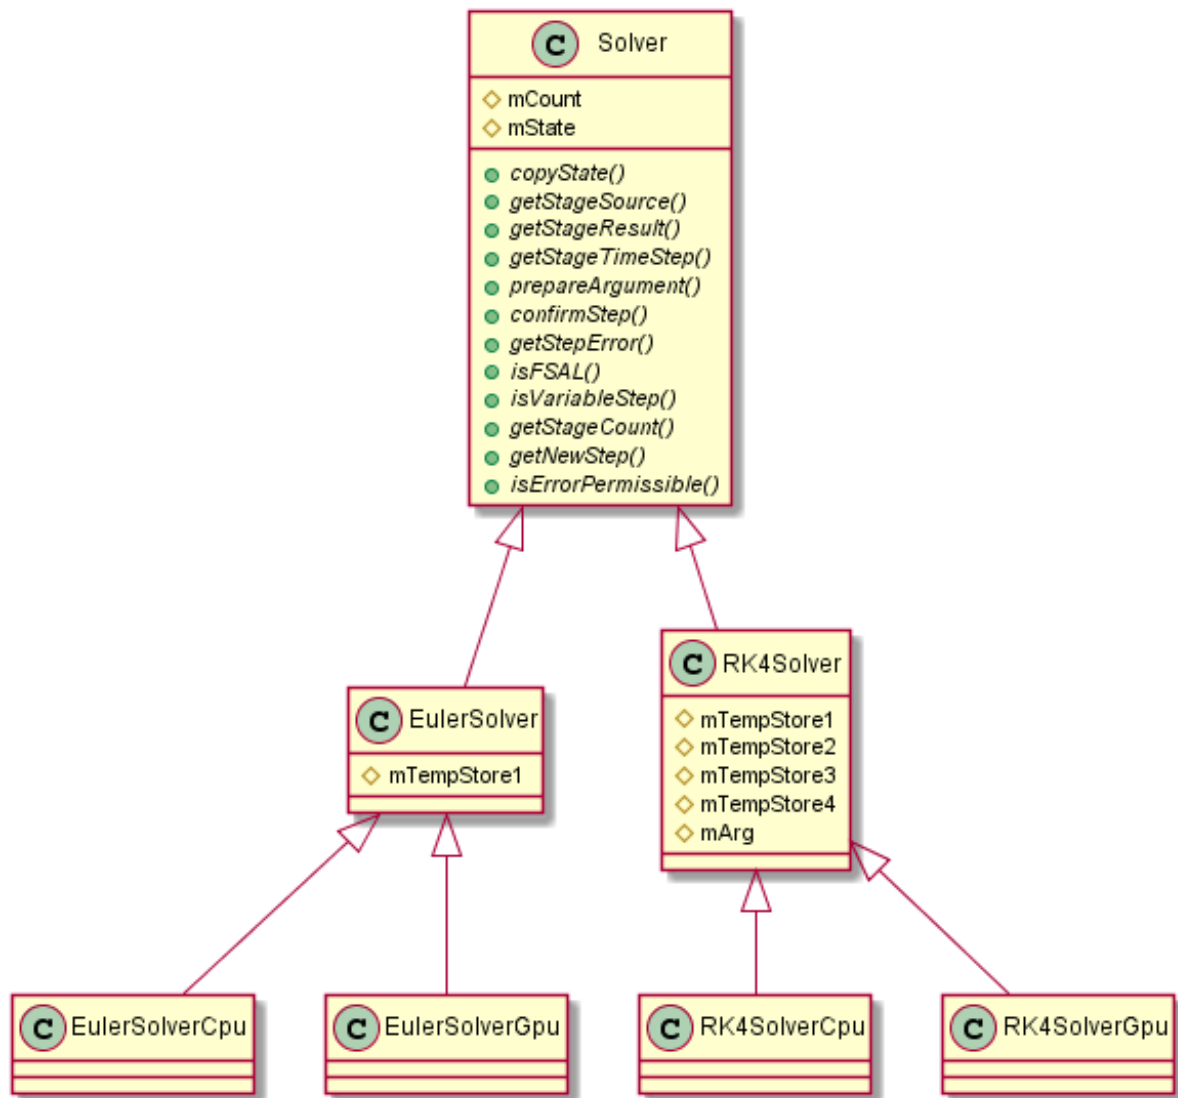 C Solver
mCount
mState
copyState()
getStageSource()
getStageResult()
getStageTimeStep()
prepareArgument()
confirmStep()
getStepError()
isFSAL()
isVariableStep()
getStageCount()
getNewStep()
isErrorPermissible()
C RK4Solver
mTempStore1
mTempStore2
mTempStore3
mTempStore4
mArg
C EulerSolver
mTempStore1
C EulerSolverCpu
C EulerSolverGpu
C RK4SolverCpu
C RK4SolverGpu